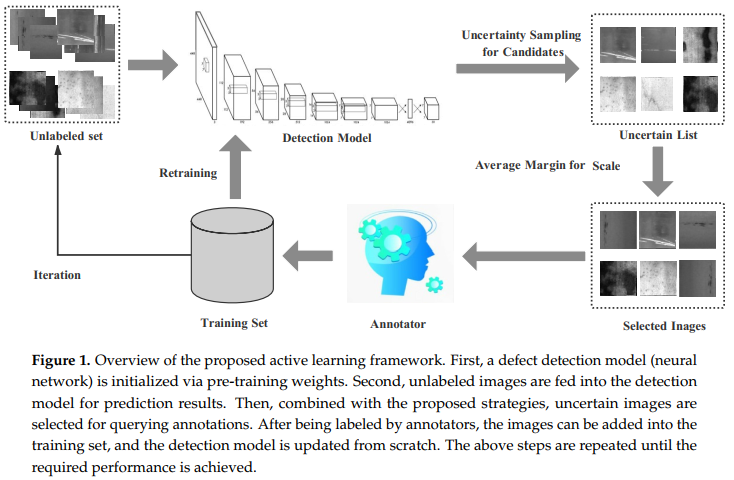 Uncertainty Sampling
for Candidates
Unlabeled set
Detection Model
Uncertain List
Retraining
Average Margin for Scale
Iteration
Training Set
Annotator
Selected Images
Figure 1. Overview of the proposed active learning framework. First, a defect detection model (neural
network) is initialized via pre-training weights. Second, unlabeled images are fed into the detection
model for prediction results. Then, combined with the proposed strategies, uncertain images are
selected for querying annotations. After being labeled by annotators, the images can be added into the
training set, and the detection model is updated from scratch. The above steps are repeated until the
required performance is achieved.